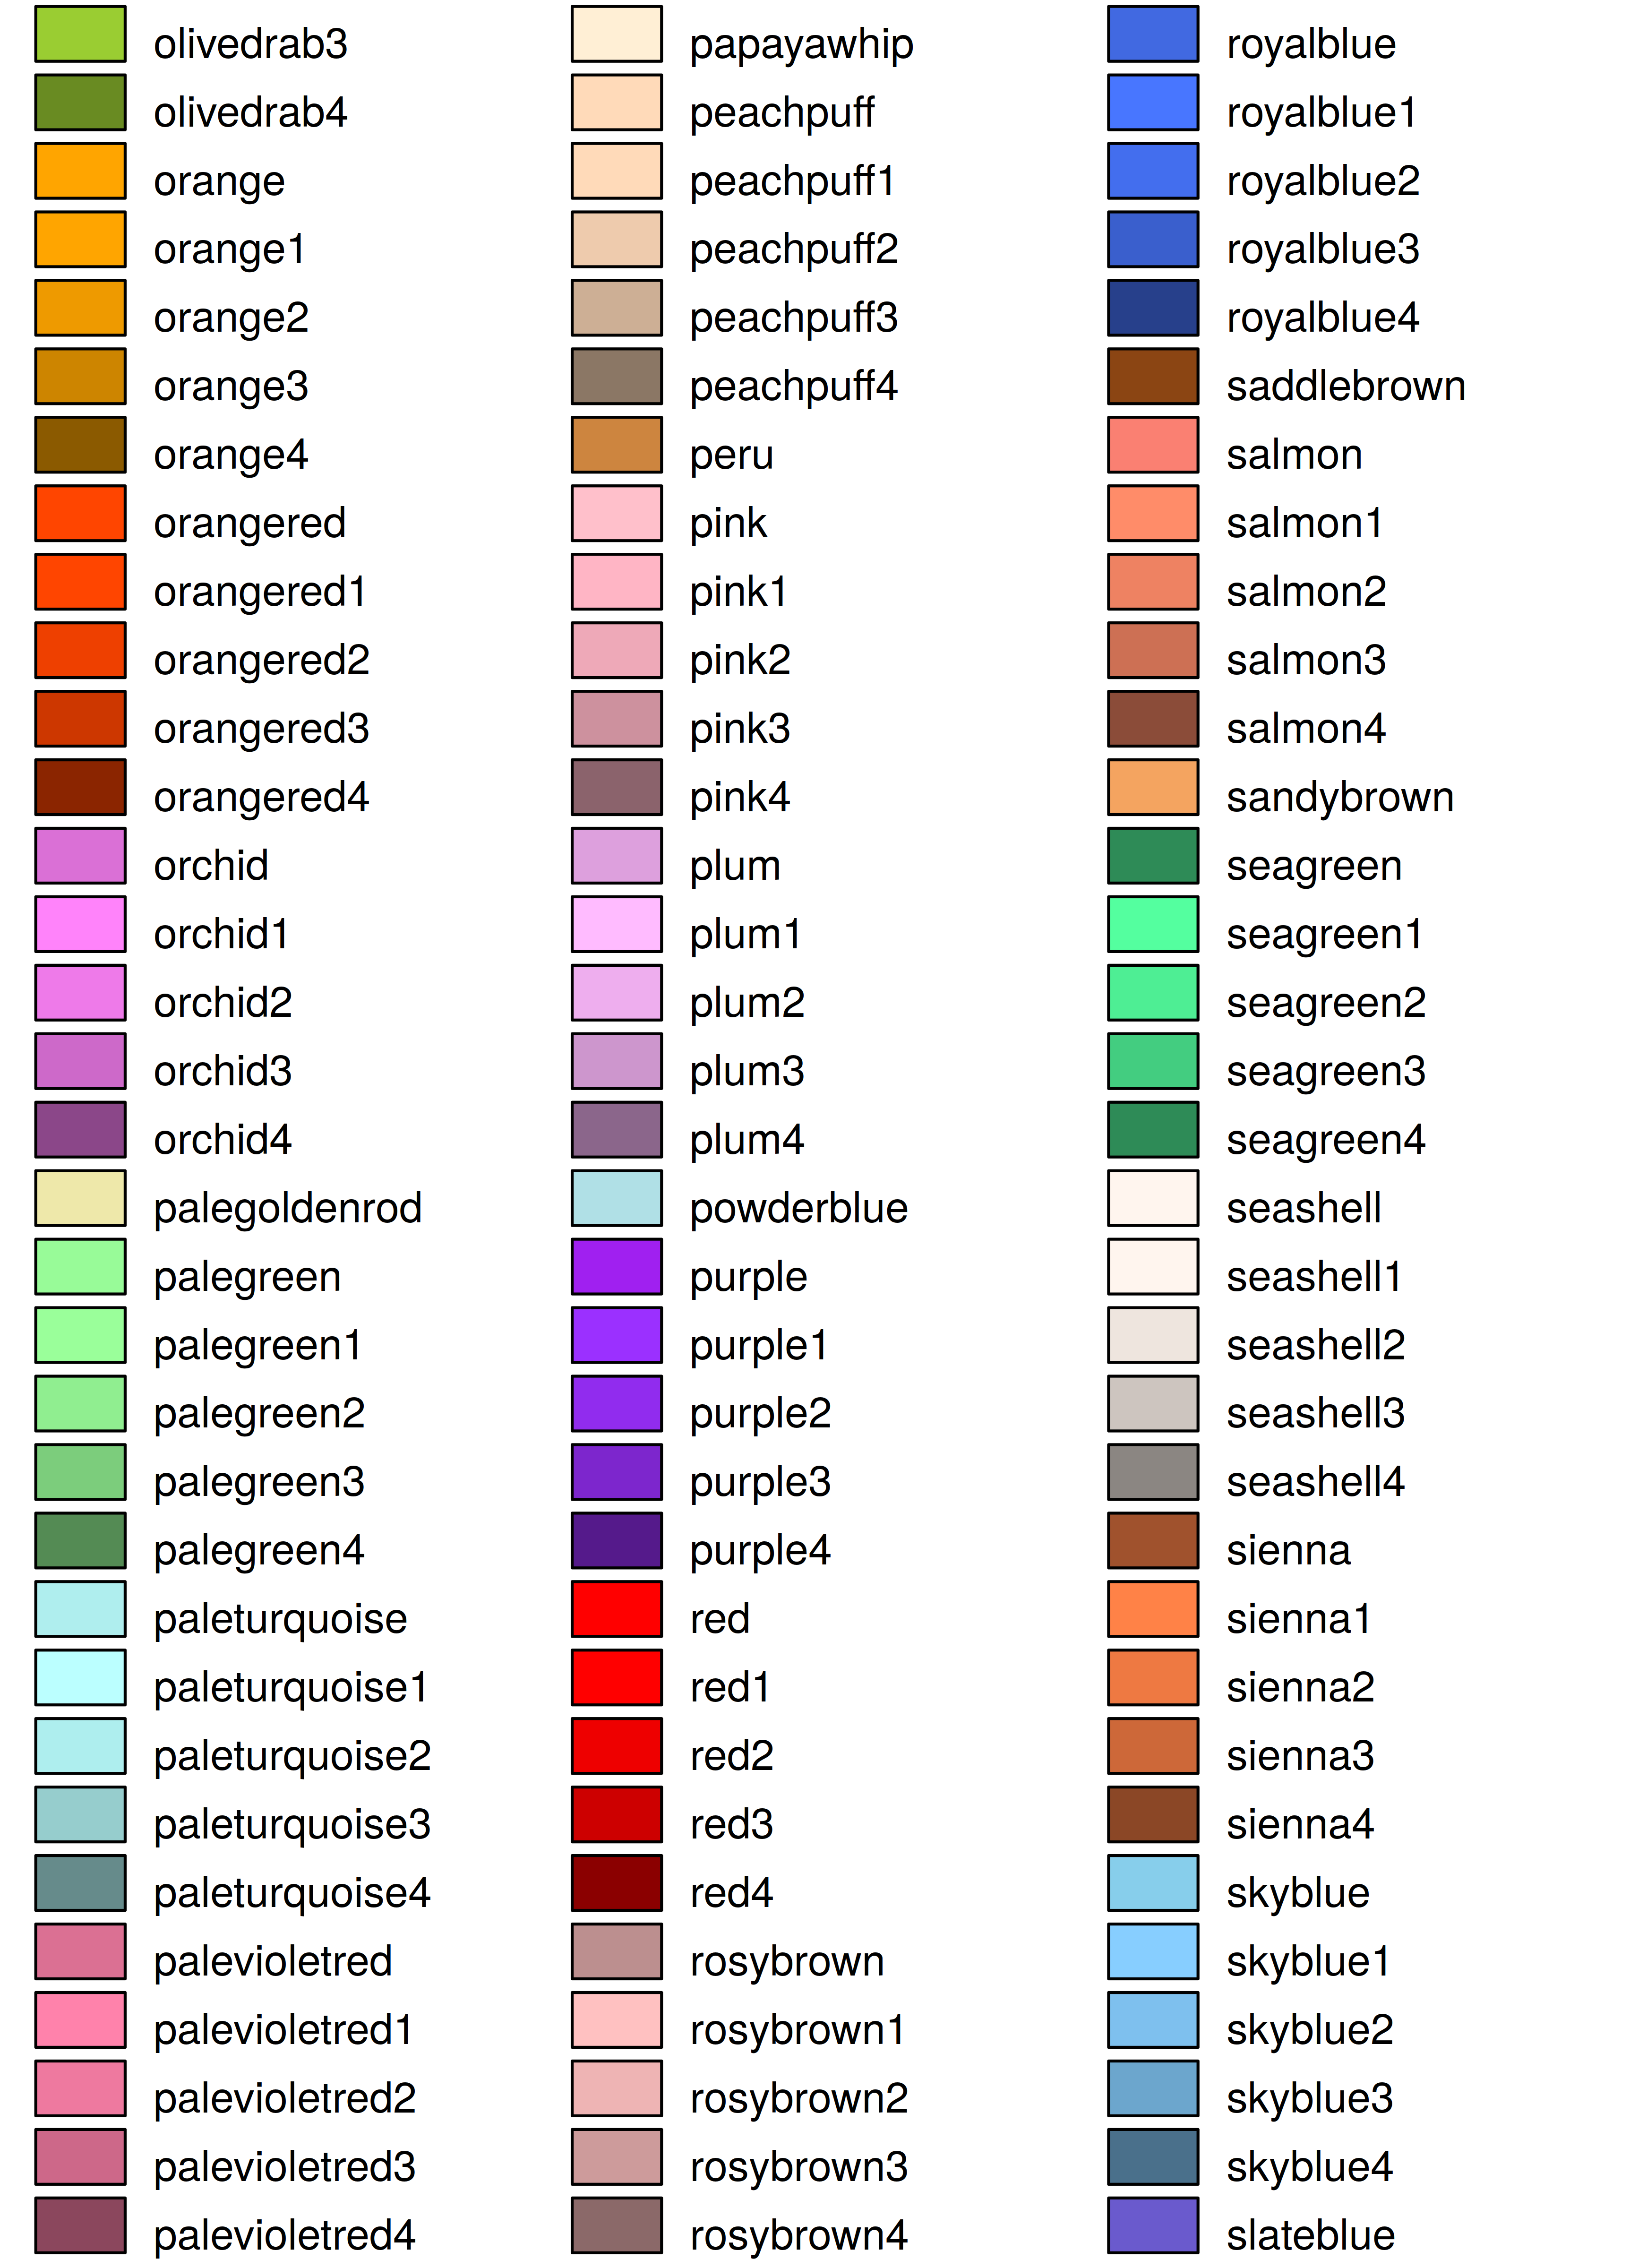 olivedrab3
olivedrab4
orange
orange1
orange2
orange3
orange4
orangered
orangered1
orangered2
orangered3
orangered4
orchid
orchid1
orchid2
orchid3
orchid4
palegoldenrod
palegreen
palegreen1
palegreen2
palegreen3
palegreen4
paleturquoise
paleturquoise1
paleturquoise2
paleturquoise3
paleturquoise4
palevioletred
palevioletred1
palevioletred2
palevioletred3
palevioletred4
papayawhip
peachpuff
peachpuff1
peachpuff2
peachpuff3
peachpuff4
peru
pink
pink1
pink2
pink3
pink4
plum
plum1
plum2
plum3
plum4
powderblue
purple
purple1
purple2
purple3
purple4
red
red1
red2
red3
red4
rosybrown
rosybrown1
rosybrown2
rosybrown3
rosybrown4
royalblue
royalblue1
royalblue2
royalblue3
royalblue4
saddlebrown
salmon
salmon1
salmon2
salmon3
salmon4
sandybrown
seagreen
seagreen1
seagreen2
seagreen3
seagreen4
seashell
seashell1
seashell2
seashell3
seashell4
sienna
sienna1
sienna2
sienna3
sienna4
skyblue
skyblue1
skyblue2
skyblue3
skyblue4
slateblue